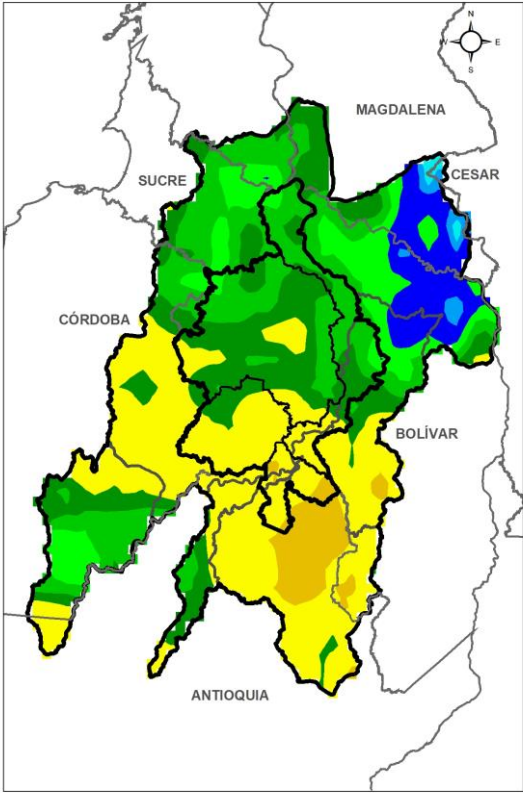 N
W E
S
MAGDALENA
CESAR
SUCRE
CÓRDOBA
BOLÍVAR
ANTIOQUIA